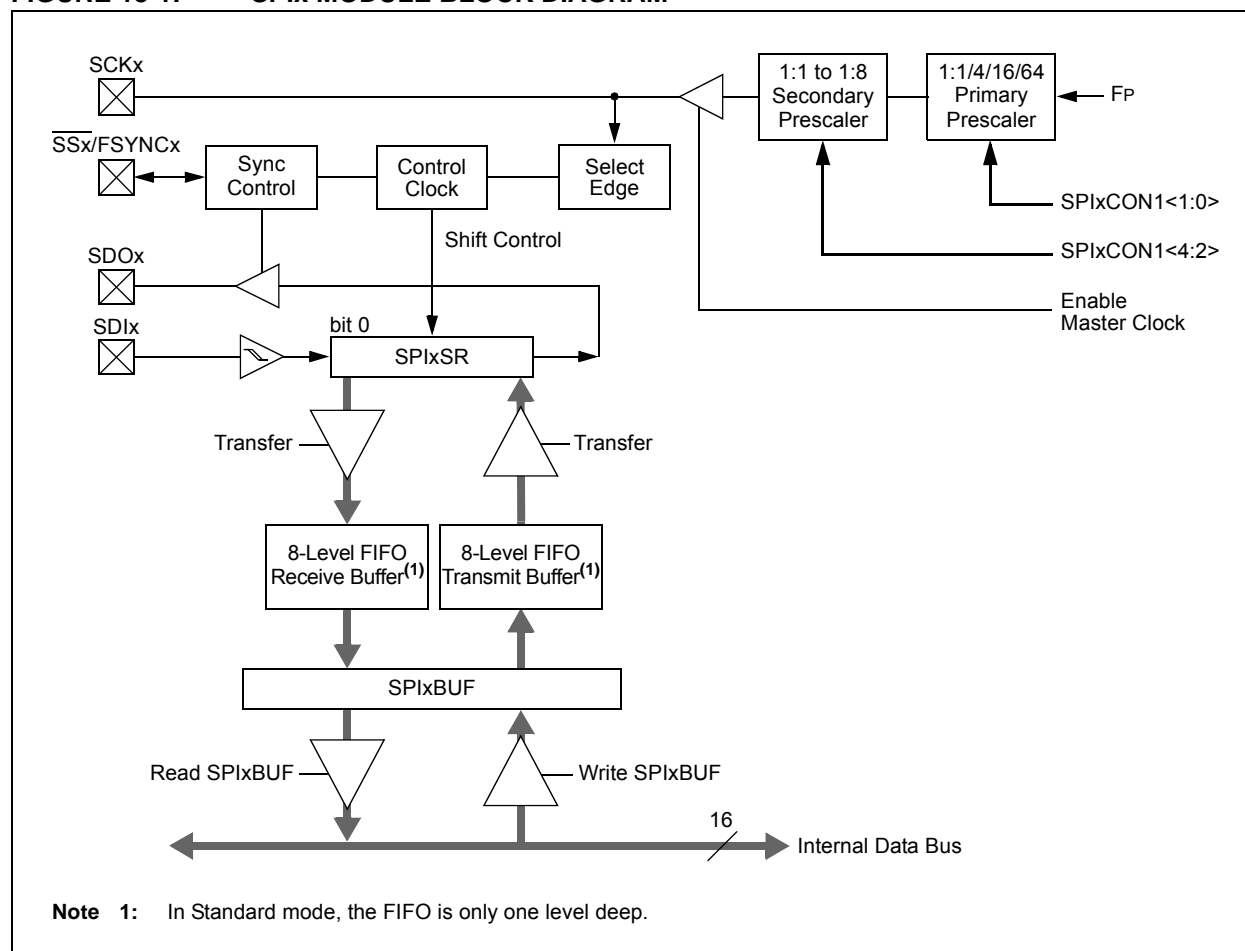 SCKx
1:1 to 1:8
Secondary
Prescaler
1:1/4/16/64
Primary
Prescaler
FP
SSx/FSYNCx
Sync
Control
Control
Clock
Select
Edge
SPIxCON1<1:0>
Shift Control
SPIxCON1<4:2>
SDOx
Enable
Master Clock
SDIx
bit 0
SPIxSR
Transfer
Transfer
8-Level FIFO
Receive Buffer(1)
8-Level FIFO
Transmit Buffer(1)
SPIxBUF
Read SPIxBUF
Write SPIxBUF
16
Internal Data Bus
Note 1: In Standard mode, the FIFO is only one level deep.